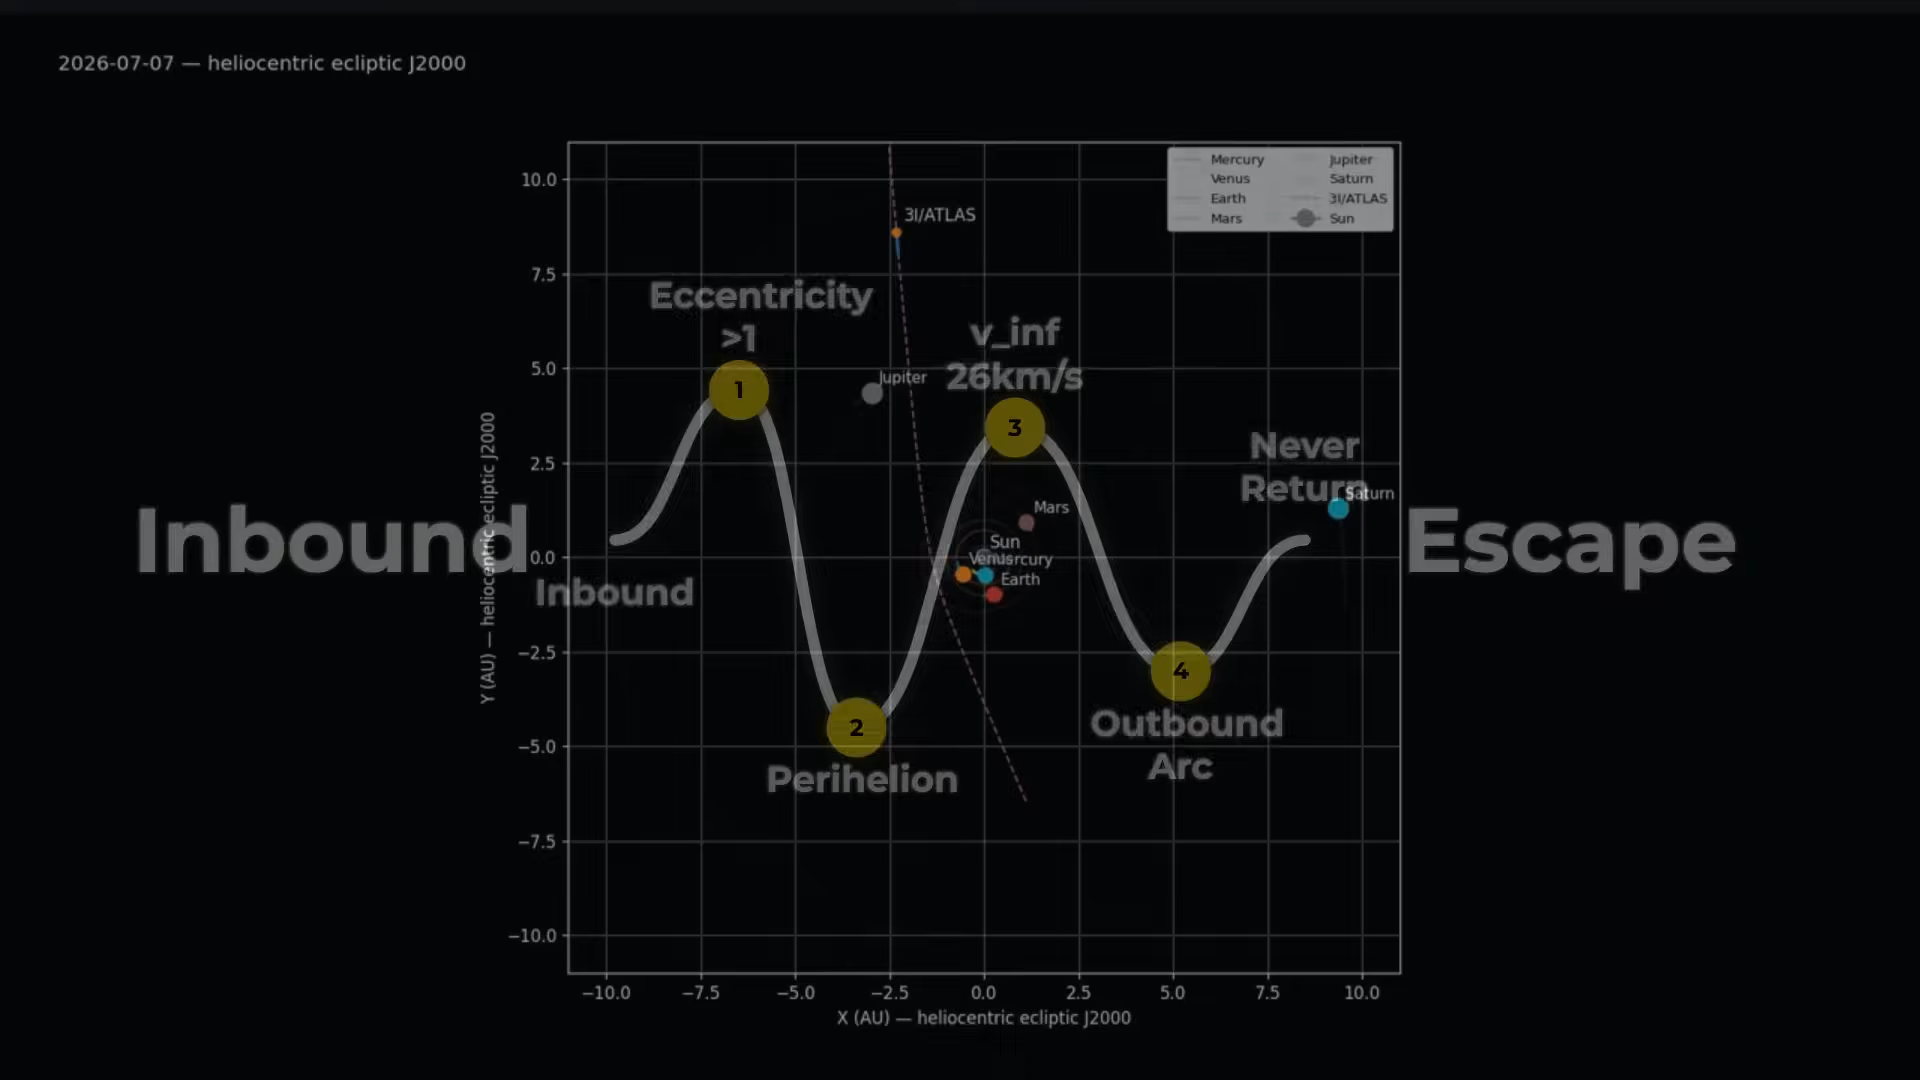 2026-07-07 — heliocentric ecliptic J2000
Mercury
Venus
Earth
Mars
Jupiter
Saturn
3I/ATLAS
Sun
10.0
7.5
5.0
2.5
0.0
−2.5
−5.0
−7.5
−10.0
Y (AU) — heliocentric ecliptic J2000
3I/ATLAS
Eccentricity
>1
1
Jupiter
v_inf
26km/s
3
Never
Return
Saturn
Mars
Inbound
Escape
Sun
Venus
rcury
Earth
Inbound
4
Outbound
Arc
2
Perihelion
−10.0
−7.5
−5.0
−2.5
0.0
2.5
5.0
7.5
10.0
X (AU) — heliocentric ecliptic J2000